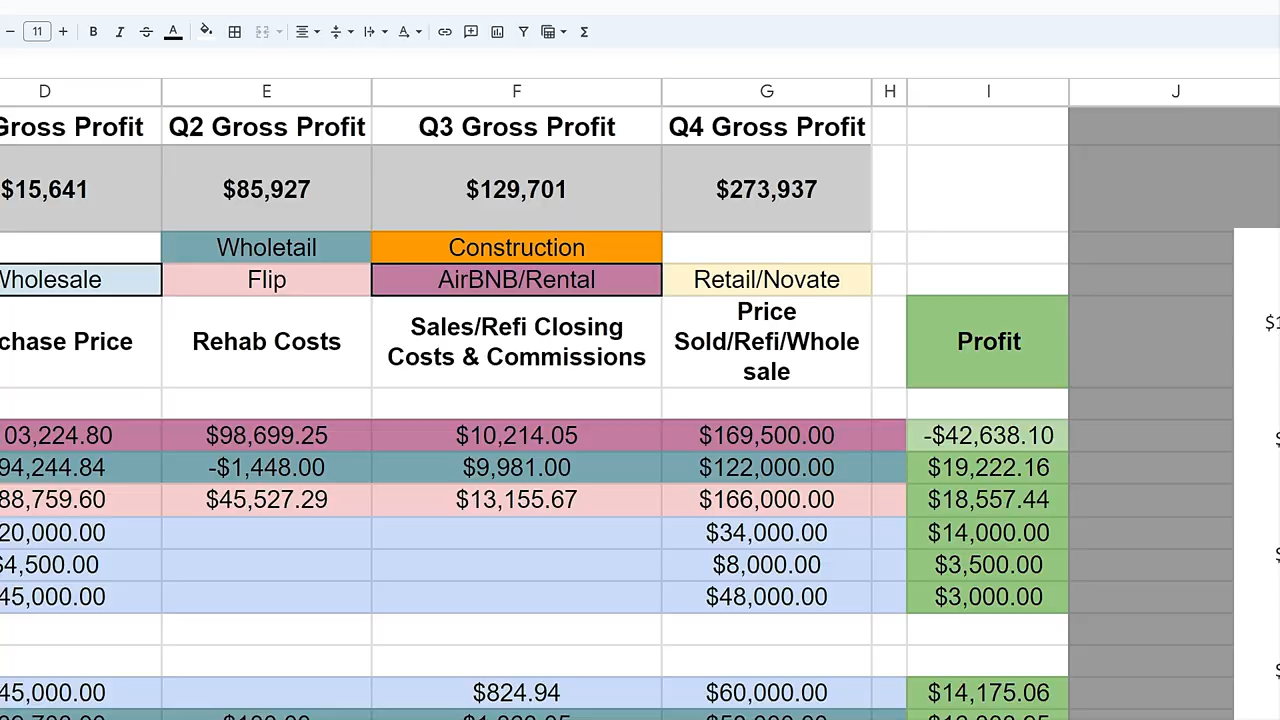 11 B I A A Σ
D E F G H I J
Gross Profit Q2 Gross Profit Q3 Gross Profit Q4 Gross Profit
$15,641 $85,927 $129,701 $273,937
Wholetail Construction
Wholesale Flip AirBNB/Rental Retail/Novate
chase Price Rehab Costs Sales/Refi Closing Costs & Commissions Price Sold/Refi/Whole sale Profit
03,224.80 $98,699.25 $10,214.05 $169,500.00 -$42,638.10
94,244.84 -$1,448.00 $9,981.00 $122,000.00 $19,222.16
88,759.60 $45,527.29 $13,155.67 $166,000.00 $18,557.44
20,000.00 $34,000.00 $14,000.00
$4,500.00 $8,000.00 $3,500.00
45,000.00 $48,000.00 $3,000.00
45,000.00 $824.94 $60,000.00 $14,175.06